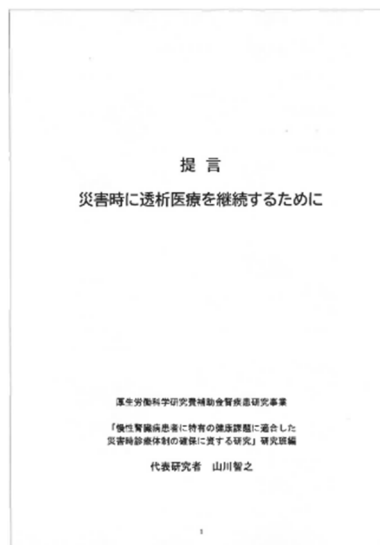 提 言
災害時に透析医療を継続するために
厚生労働科学研究費補助金腎疾患研究事業
「慢性腎臓病患者に特有の健康課題に適合した
災害時診療体制の確保に資する研究」研究班編
代表研究者 山川智之
1